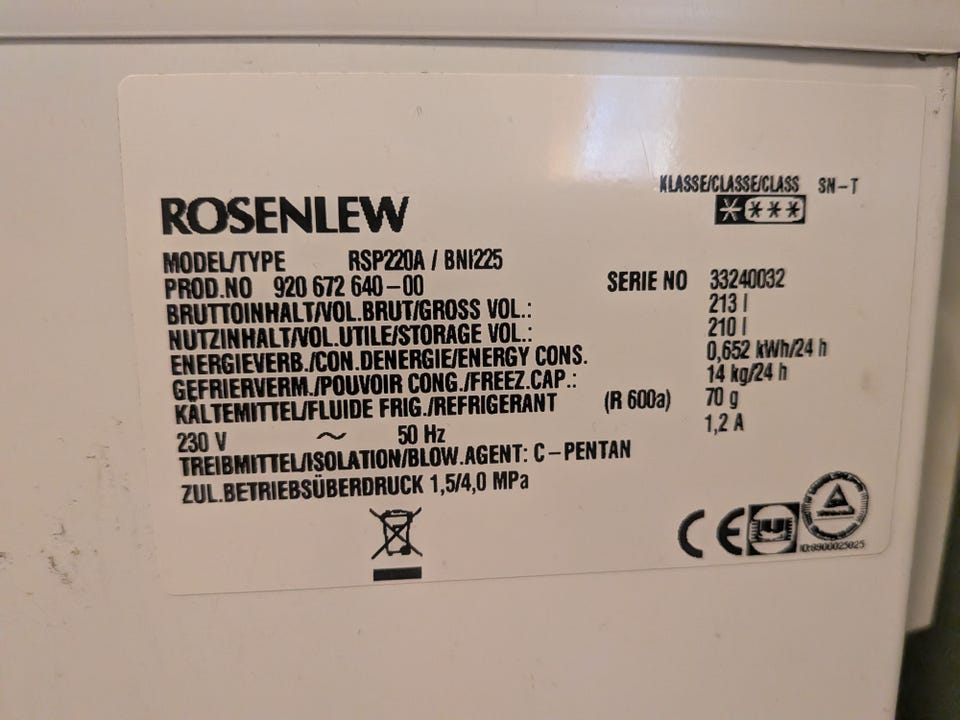 KLASSE/CLASSE/CLASS SN-T
ROSENLEW
MODEL/TYPE RSP220A / BNI225
PROD.NO 920 672 640-00 SERIE NO 33240032
BRUTTOINHALT/VOL.BRUT/GROSS VOL.: 213 l
NUTZINHALT/VOL.UTILE/STORAGE VOL.: 210 l
ENERGIEVERB./CON.DENERGIE/ENERGY CONS. 0,652 kWh/24 h
GEFRIERVERM./POUVOIR CONG./FREEZ.CAP.: 14 kg/24 h
KALTEMITTEL/FLUIDE FRIG./REFRIGERANT (R 600a) 70 g
230 V ~ 50 Hz 1,2 A
TREIBMITTEL/ISOLATION/BLOW.AGENT: C-PENTAN
ZUL.BETRIEBSÜBERDRUCK 1,5/4,0 MPa
CE
ID:8900025025